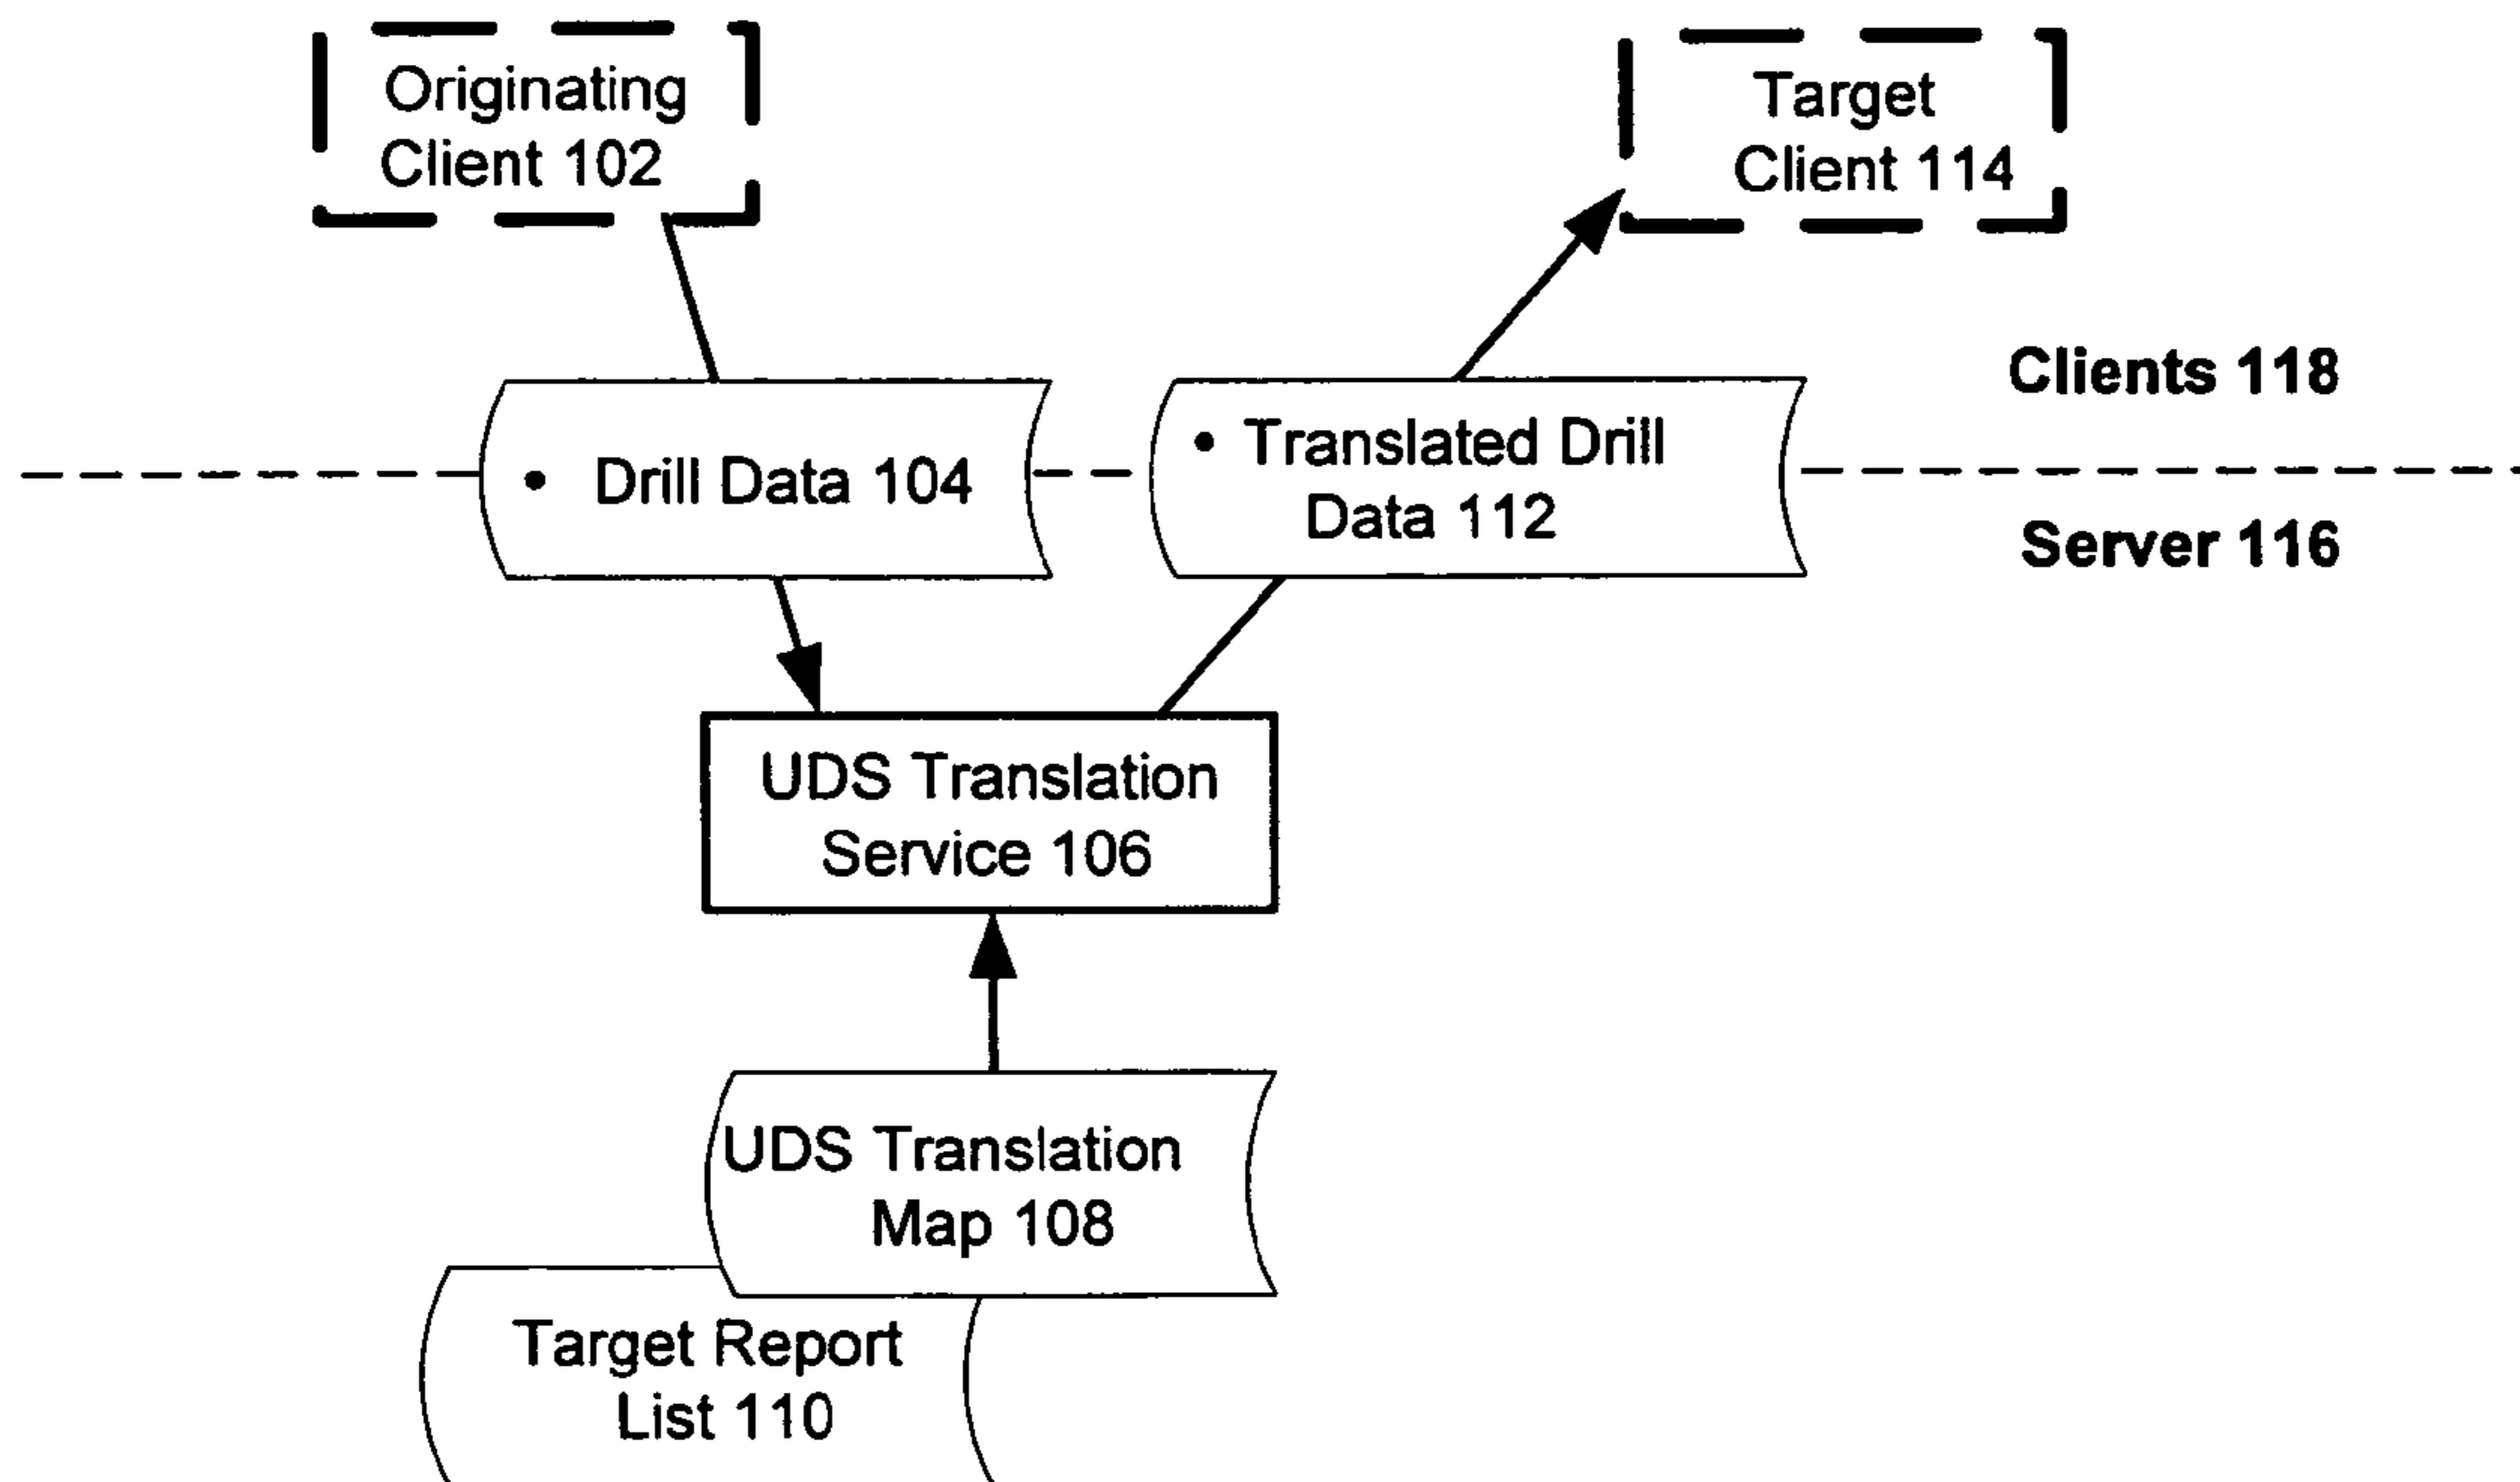 Originating
Client 102
Target
Client 114
Clients 118
• Drill Data 104
• Translated Drill
Data 112
Server 116
UDS Translation
Service 106
UDS Translation
Map 108
Target Report
List 110